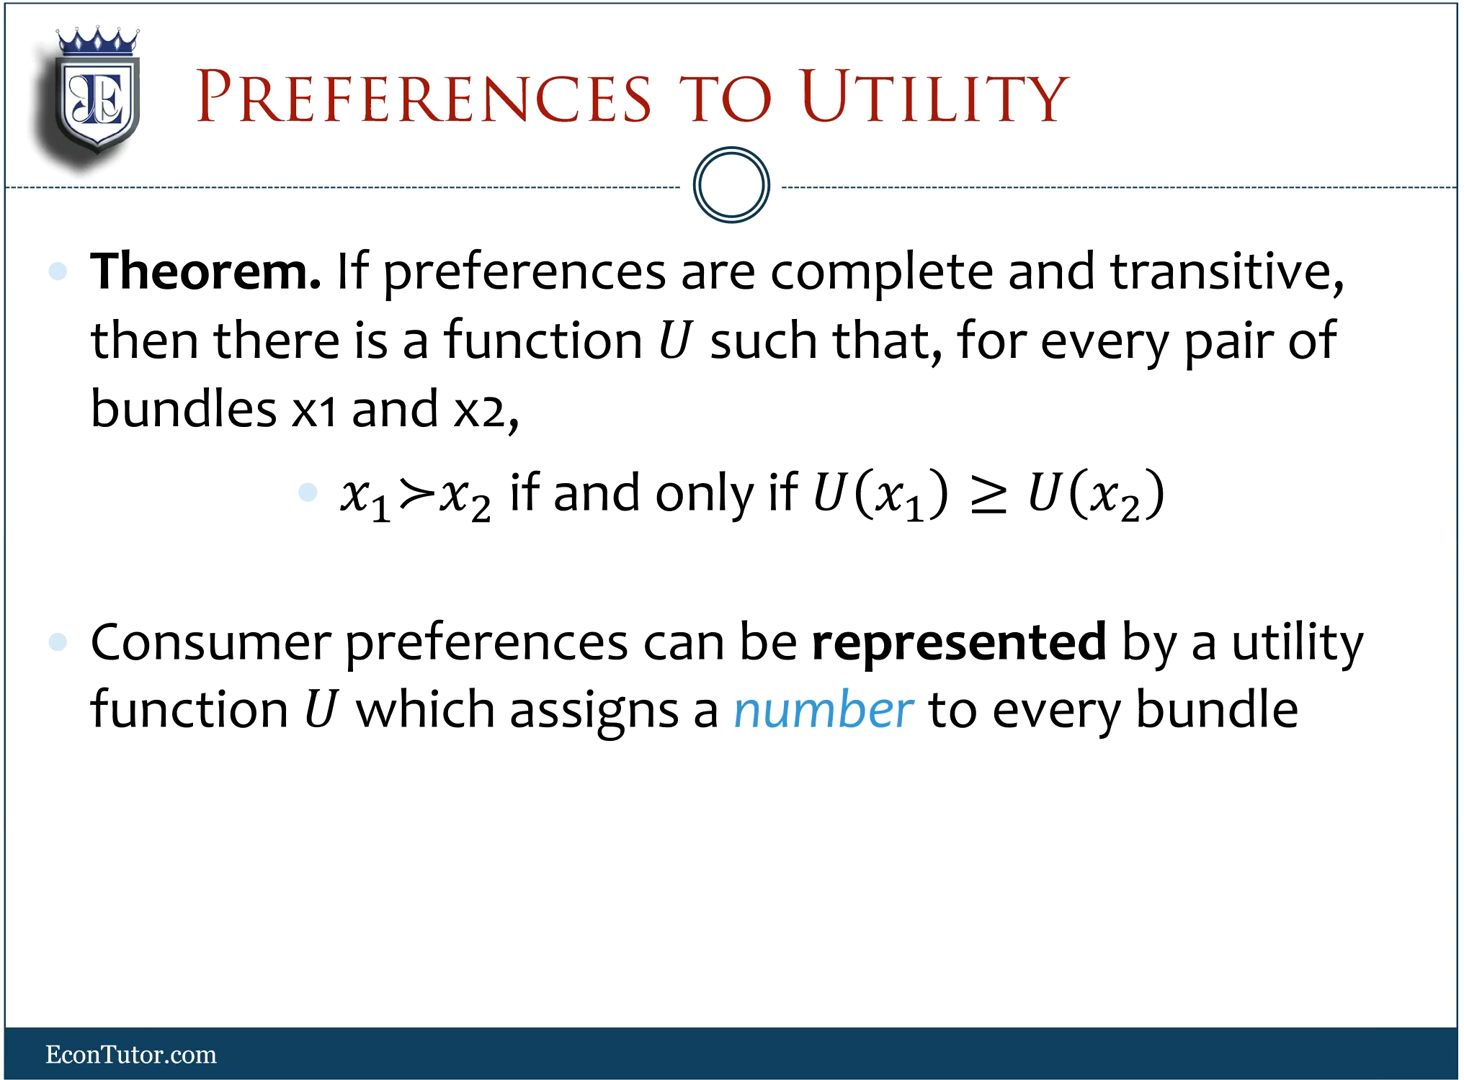 PREFERENCES TO UTILITY
Theorem. If preferences are complete and transitive,
then there is a function U such that, for every pair of
bundles x1 and x2,
x₁≻x₂ if and only if U(x₁) ≥ U(x₂)
Consumer preferences can be represented by a utility
function U which assigns a number to every bundle
EconTutor.com